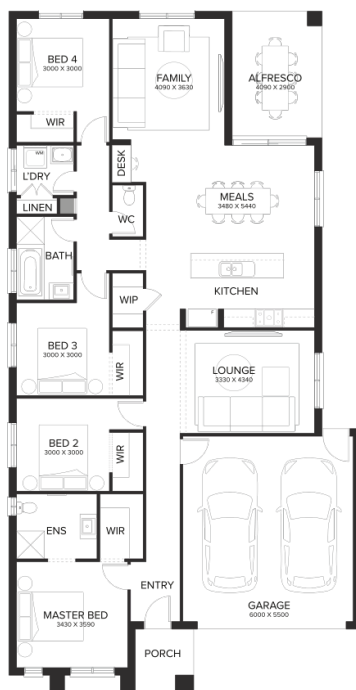 BED 4
3000 X 3000
WIR
FAMILY
4090 X 3630
ALFRESCO
4090 X 2900
WM
L'DRY
LINEN
DESK
WC
MEALS
3480 X 5440
BATH
KITCHEN
WIP
BED 3
3000 X 3000
WIR
LOUNGE
3330 X 4340
BED 2
3000 X 3000
WIR
ENS
WIR
ENTRY
MASTER BED
3430 X 3590
GARAGE
6000 X 5500
PORCH